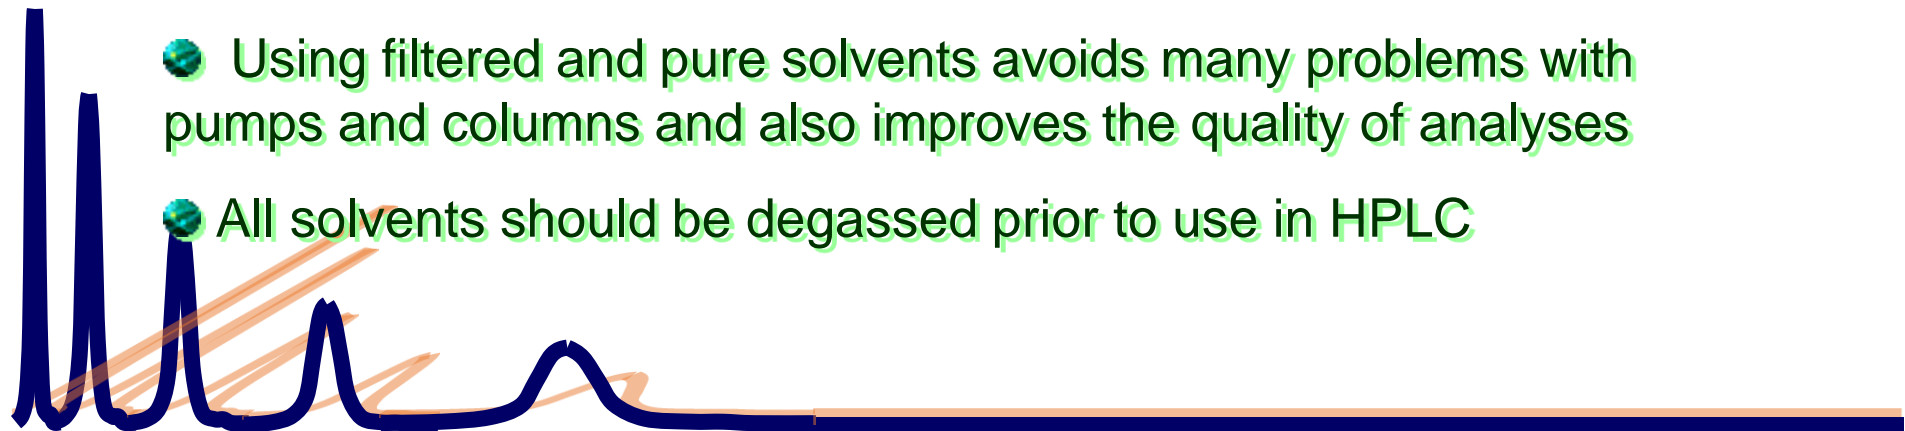 Using filtered and pure solvents avoids many problems with
pumps and columns and also improves the quality of analyses
All solvents should be degassed prior to use in HPLC